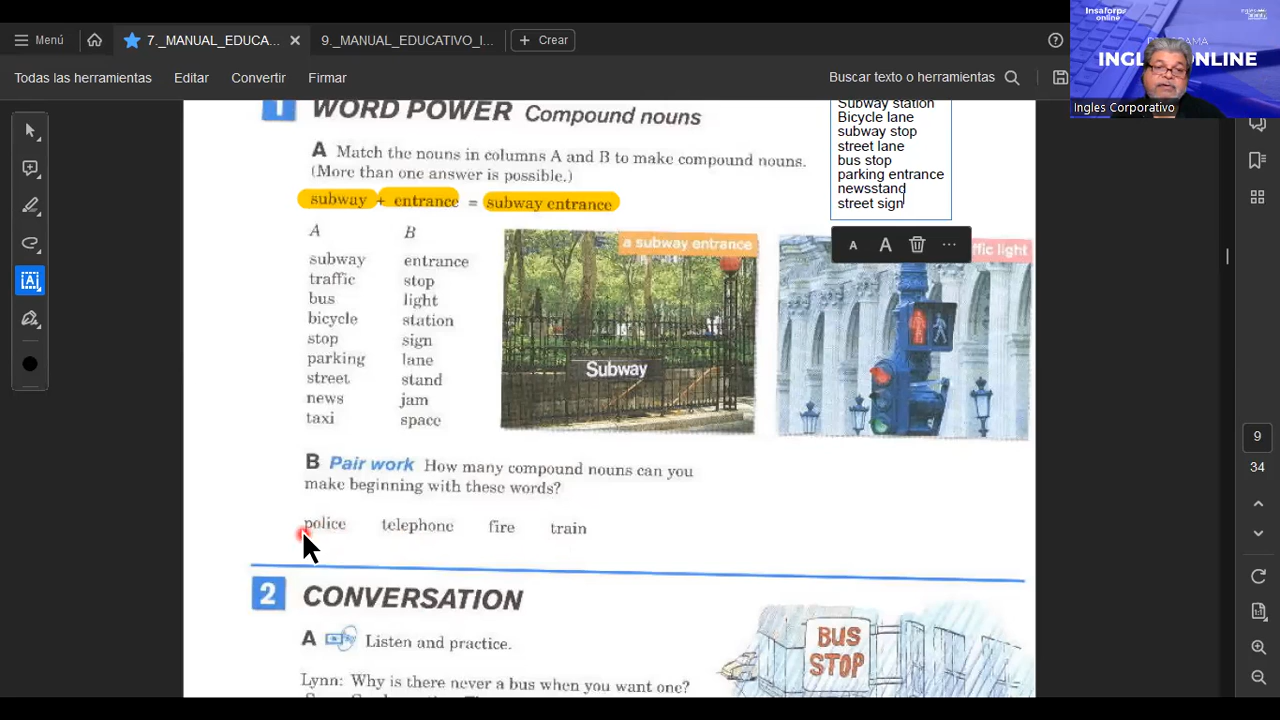 Menú
7._MANUAL_EDUCA...
9._MANUAL_EDUCATIVO_I...
Crear
Todas las herramientas
Editar
Convertir
Firmar
Buscar texto o herramientas
Insaforp
online
INGL
ONLINE
Ingles Corporativo
1 WORD POWER Compound nouns
A Match the nouns in columns A and B to make compound nouns.
(More than one answer is possible.)
subway + entrance = subway entrance
Subway station
Bicycle lane
subway stop
street lane
bus stop
parking entrance
newsstand
street sign
A A ...
A B
subway entrance
traffic stop
bus light
bicycle station
stop sign
parking lane
street stand
news jam
taxi space
a subway entrance
Subway
ffic light
B Pair work How many compound nouns can you
make beginning with these words?
police telephone fire train
2 CONVERSATION
A Listen and practice.
Lynn: Why is there never a bus when you want one?
BUS
STOP
9
34